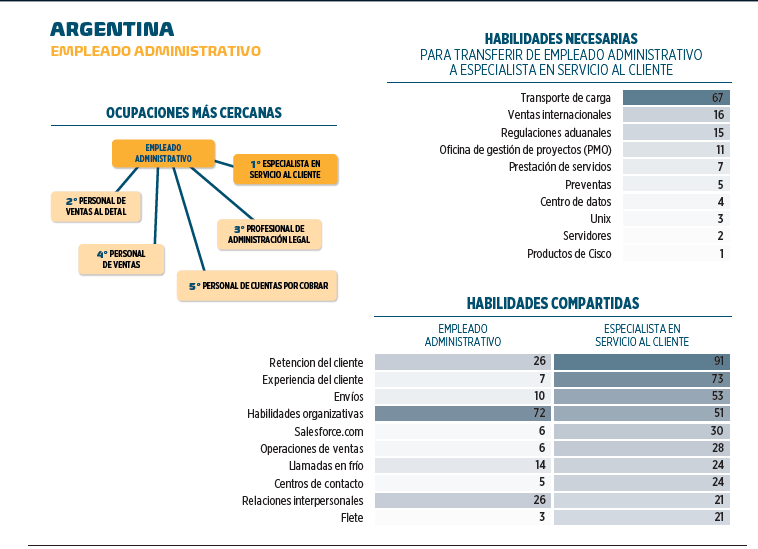 ARGENTINA
EMPLEADO ADMINISTRATIVO
OCUPACIONES MÁS CERCANAS
EMPLEADO
ADMINISTRATIVO
1° ESPECIALISTA EN
SERVICIO AL CLIENTE
2° PERSONAL DE
VENTAS AL DETAL
3° PROFESIONAL DE
ADMINISTRACIÓN LEGAL
4° PERSONAL
DE VENTAS
5° PERSONAL DE CUENTAS POR COBRAR
HABILIDADES NECESARIAS
PARA TRANSFERIR DE EMPLEADO ADMINISTRATIVO
A ESPECIALISTA EN SERVICIO AL CLIENTE
Transporte de carga 67
Ventas internacionales 16
Regulaciones aduanales 15
Oficina de gestión de proyectos (PMO) 11
Prestación de servicios 7
Preventas 5
Centro de datos 4
Unix 3
Servidores 2
Productos de Cisco 1
HABILIDADES COMPARTIDAS
EMPLEADO
ADMINISTRATIVO
ESPECIALISTA EN
SERVICIO AL CLIENTE
Retencion del cliente 26 91
Experiencia del cliente 7 73
Envíos 10 53
Habilidades organizativas 72 51
Salesforce.com 6 30
Operaciones de ventas 6 28
Llamadas en frío 14 24
Centros de contacto 5 24
Relaciones interpersonales 26 21
Flete 3 21